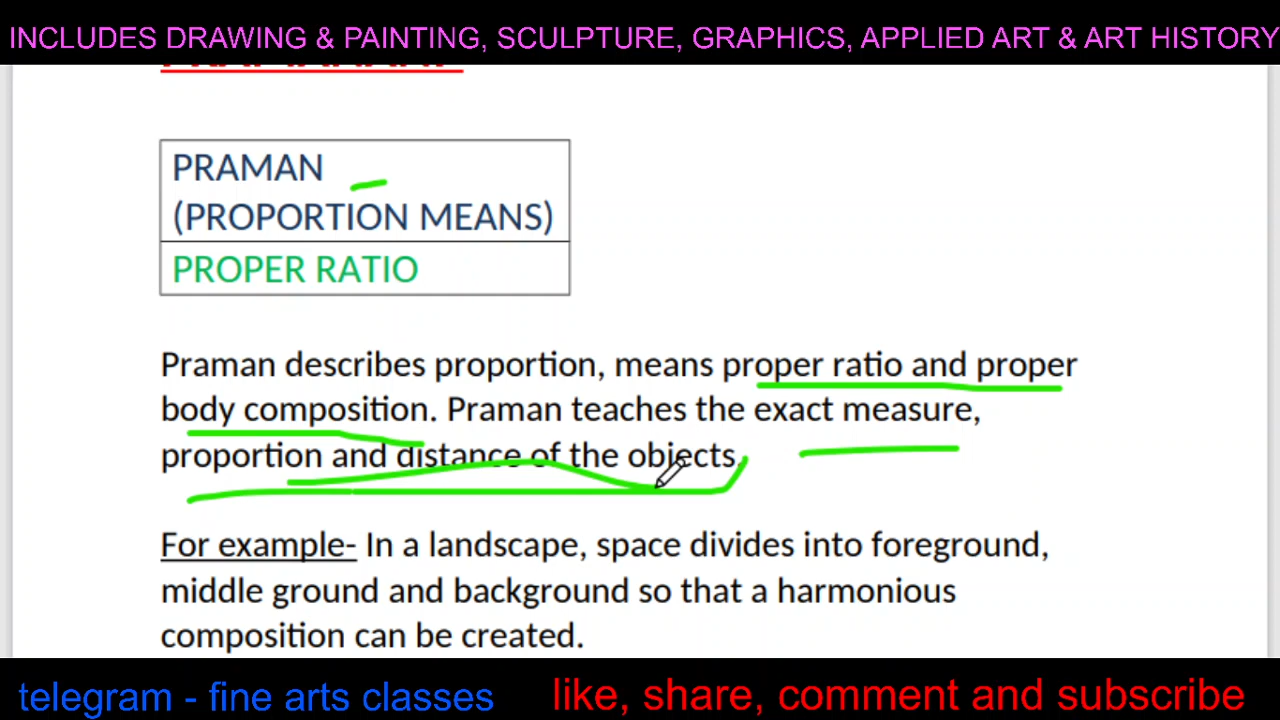 INCLUDES DRAWING & PAINTING, SCULPTURE, GRAPHICS, APPLIED ART & ART HISTORY
PRAMAN
(PROPORTION MEANS)
PROPER RATIO
Praman describes proportion, means proper ratio and proper
body composition. Praman teaches the exact measure,
proportion and distance of the objects.
For example- In a landscape, space divides into foreground,
middle ground and background so that a harmonious
composition can be created.
telegram - fine arts classes
like, share, comment and subscribe